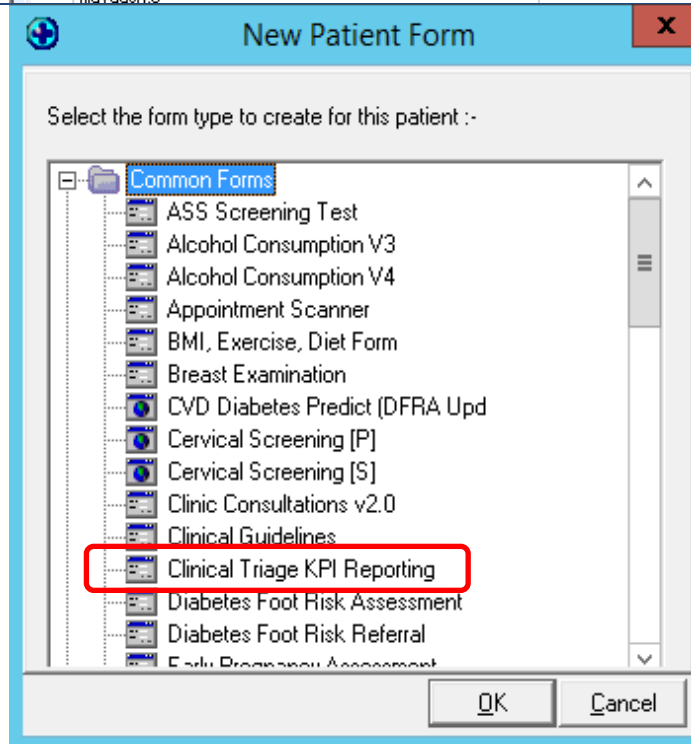 New Patient Form
x
Select the form type to create for this patient :-
Common Forms
ASS Screening Test
Alcohol Consumption V3
Alcohol Consumption V4
Appointment Scanner
BMI, Exercise, Diet Form
Breast Examination
CVD Diabetes Predict (DFRA Upd
Cervical Screening [P]
Cervical Screening [S]
Clinic Consultations v2.0
Clinical Guidelines
Clinical Triage KPI Reporting
Diabetes Foot Risk Assessment
Diabetes Foot Risk Referral
Early Pregnancy Assessment
OK Cancel